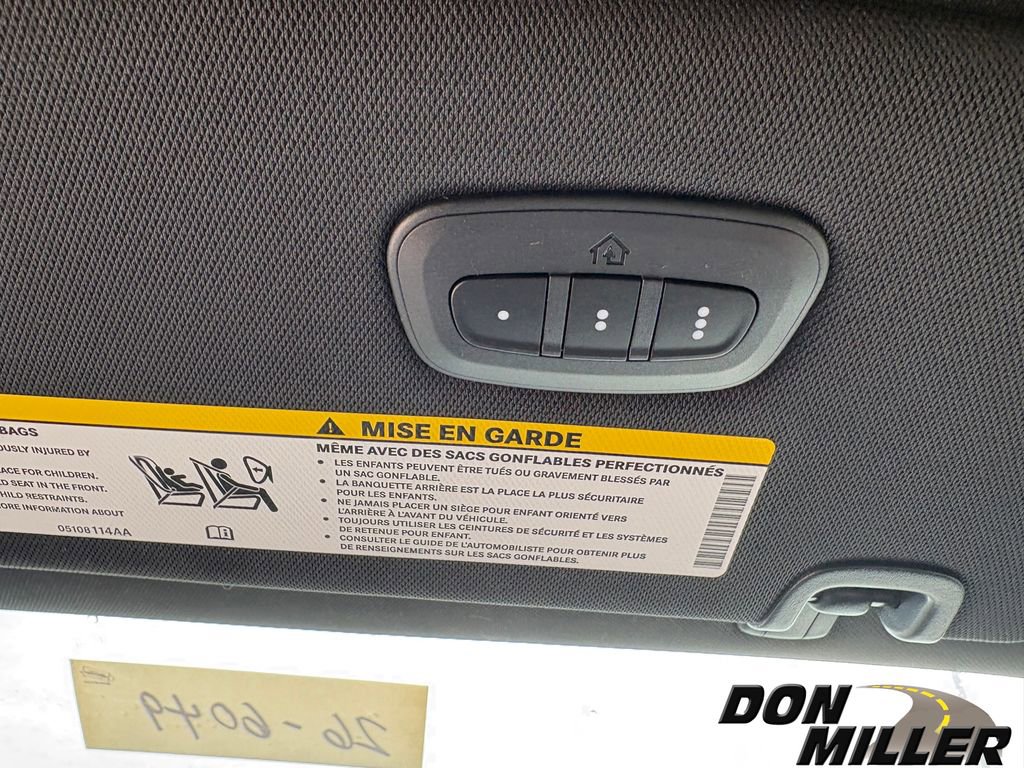 BAGS
OUSLY INJURED BY
ACE FOR CHILDREN.
D SEAT IN THE FRONT.
HILD RESTRAINTS.
ORE INFORMATION ABOUT
05108114AA
MISE EN GARDE
MÊME AVEC DES SACS GONFLABLES PERFECTIONNÉS
• LES ENFANTS PEUVENT ÊTRE TUÉS OU GRAVEMENT BLESSÉS PAR
UN SAC GONFLABLE.
• LA BANQUETTE ARRIÈRE EST LA PLACE LA PLUS SÉCURITAIRE
POUR LES ENFANTS.
• NE JAMAIS PLACER UN SIÈGE POUR ENFANT ORIENTÉ VERS
L'ARRIÈRE À L'AVANT DU VÉHICULE.
• TOUJOURS UTILISER LES CEINTURES DE SÉCURITÉ ET LES SYSTÈMES
DE RETENUE POUR ENFANT.
• CONSULTER LE GUIDE DE L'AUTOMOBILISTE POUR OBTENIR PLUS
DE RENSEIGNEMENTS SUR LES SACS GONFLABLES.
26-6049
DON
MILLER